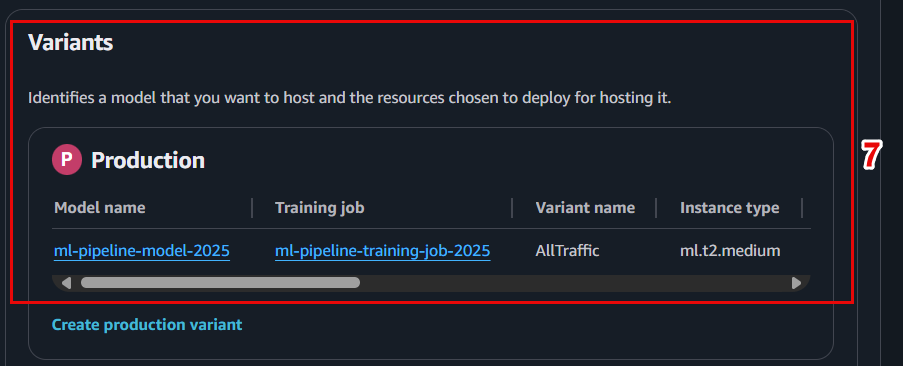 Variants
Identifies a model that you want to host and the resources chosen to deploy for hosting it.
P Production
Model name Training job Variant name Instance type
ml-pipeline-model-2025 ml-pipeline-training-job-2025 AllTraffic ml.t2.medium
Create production variant
7